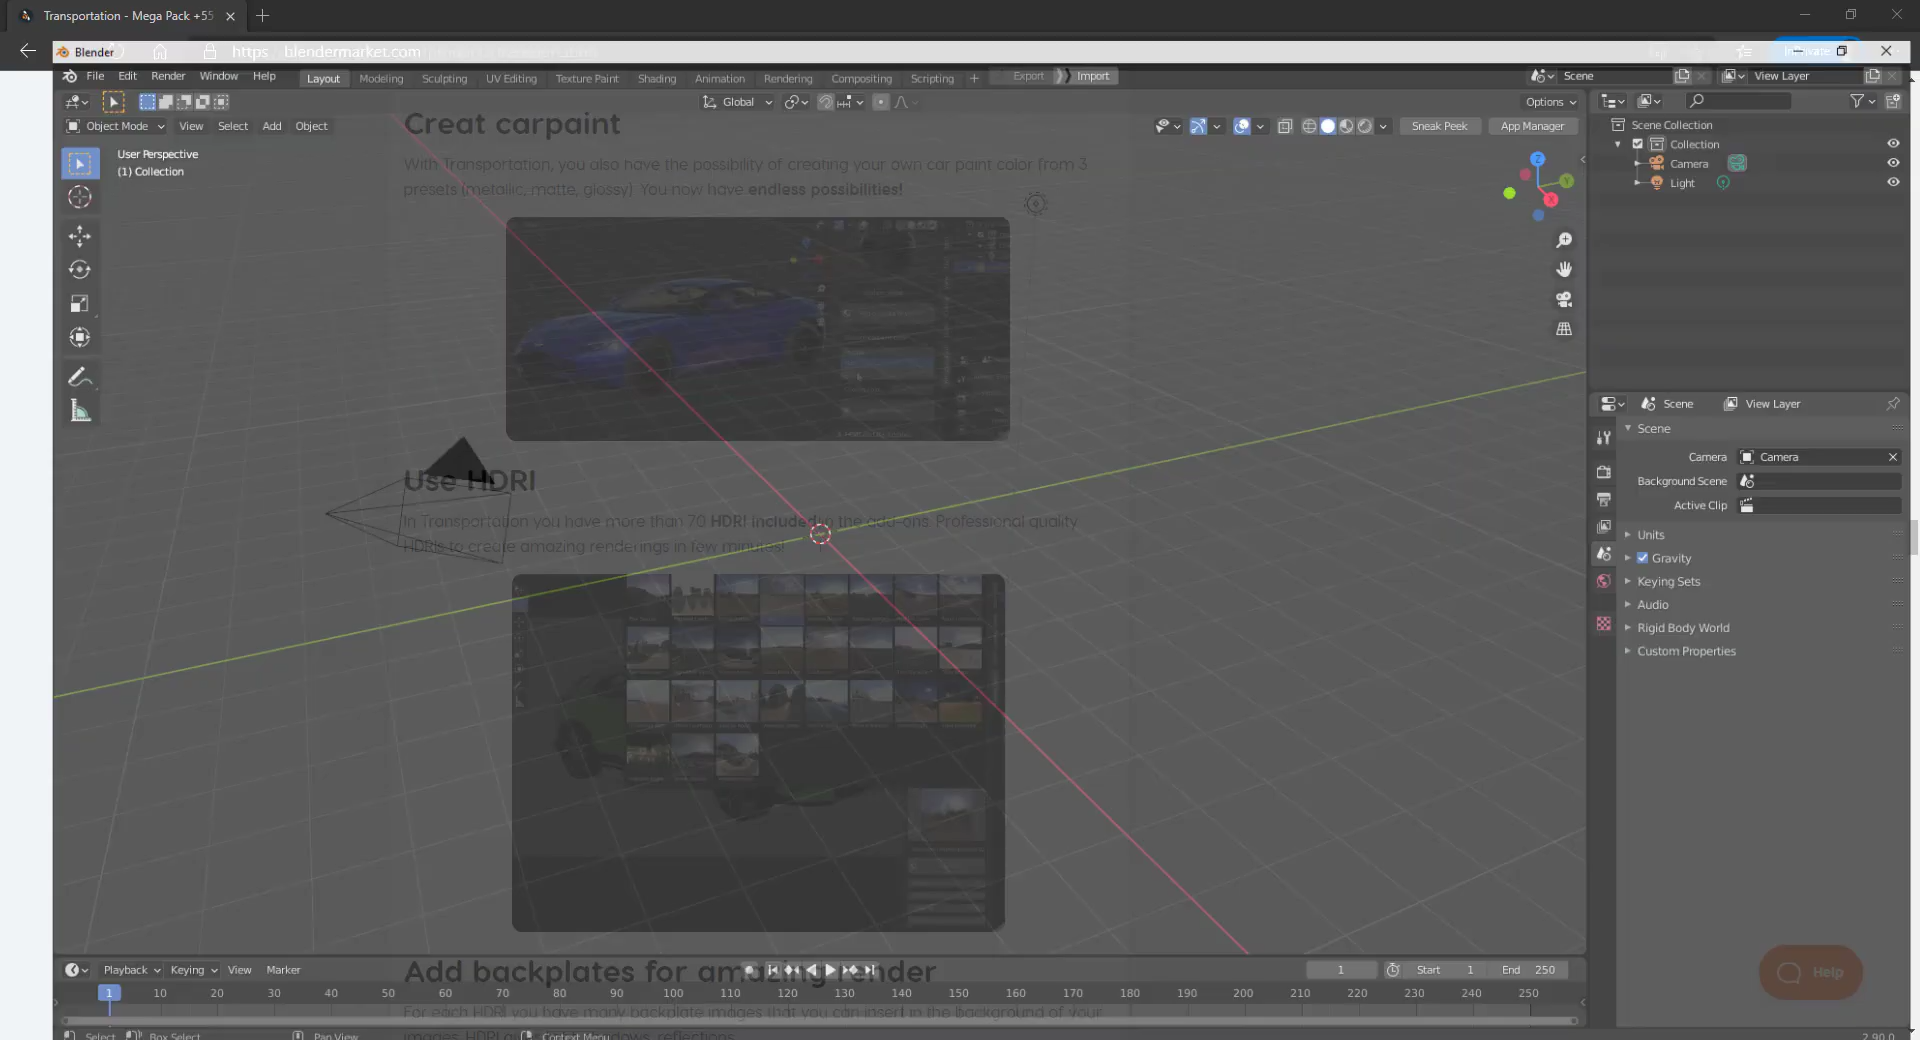 Transportation - Mega Pack +55
https blendermarket.com
Blender
File Edit Render Window Help Layout Modeling Sculpting UV Editing Texture Paint Shading Animation Rendering Compositing Scripting + Export Import Scene View Layer
Global Options
Object Mode View Select Add Object Sneak Peek App Manager
User Perspective
(1) Collection
Creat carpaint
With Transportation, you also have the possibility of creating your own car paint color from 3
presets (metallic, matte, glossy). You now have endless possibilities!
Use HDRI
In Transportation you have more than 70 HDRI included in the add-ons. Professional quality
HDRIs to create amazing renderings in few minutes!
Add backplates for amazing render
For each HDRI you have many backplate images that you can insert in the background of your
Z
Y
X
Scene Collection
Collection
Camera
Light
Scene View Layer
Scene
Camera Camera
Background Scene
Active Clip
Units
Gravity
Keying Sets
Audio
Rigid Body World
Custom Properties
Help
Playback Keying View Marker 1 Start 1 End 250
1 10 20 30 40 50 60 70 80 90 100 110 120 130 140 150 160 170 180 190 200 210 220 230 240 250
Select Box Select Pan View Context Menu 2.90.0